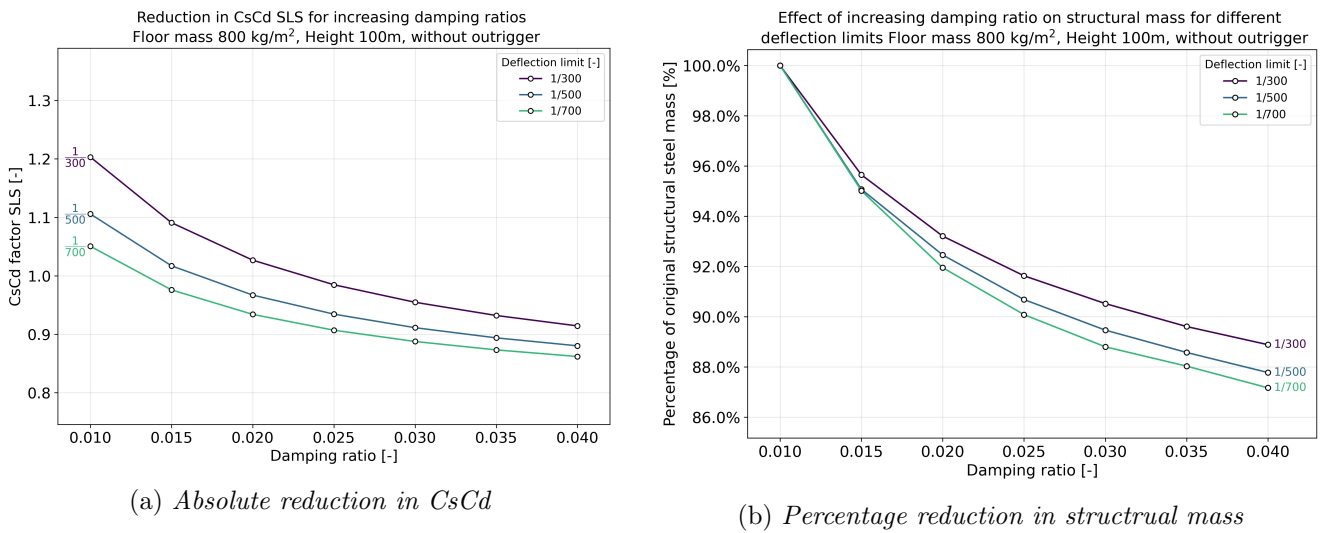 Reduction in CsCd SLS for increasing damping ratios
Floor mass 800 kg/m², Height 100m, without outrigger
CsCd factor SLS [-]
1.3
1.2
1.1
1.0
0.9
0.8
1/300
1/500
1/700
Deflection limit [-]
1/300
1/500
1/700
0.010 0.015 0.020 0.025 0.030 0.035 0.040
Damping ratio [-]
(a) Absolute reduction in CsCd
Effect of increasing damping ratio on structural mass for different
deflection limits Floor mass 800 kg/m², Height 100m, without outrigger
Percentage of original structural steel mass [%]
100.0%
98.0%
96.0%
94.0%
92.0%
90.0%
88.0%
86.0%
Deflection limit [-]
1/300
1/500
1/700
1/300
1/500
1/700
0.010 0.015 0.020 0.025 0.030 0.035 0.040
Damping ratio [-]
(b) Percentage reduction in structrual mass